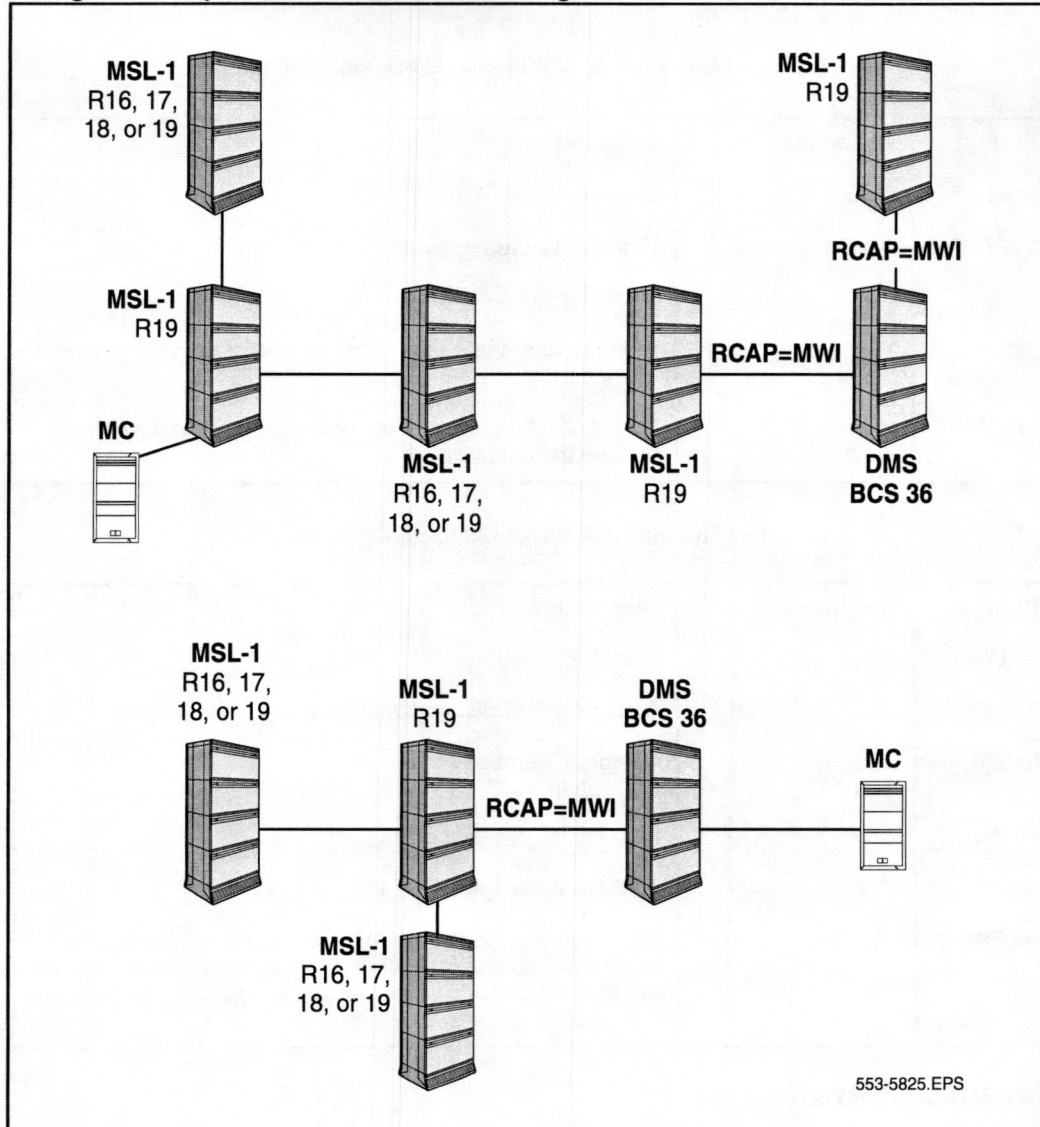 MSL-1
R16, 17,
18, or 19
MSL-1
R19
RCAP=MWI
MSL-1
R19
RCAP=MWI
MC
MSL-1
R16, 17,
18, or 19
MSL-1
R19
DMS
BCS 36
MSL-1
R16, 17,
18, or 19
MSL-1
R19
DMS
BCS 36
MC
RCAP=MWI
MSL-1
R16, 17,
18, or 19
553-5825.EPS